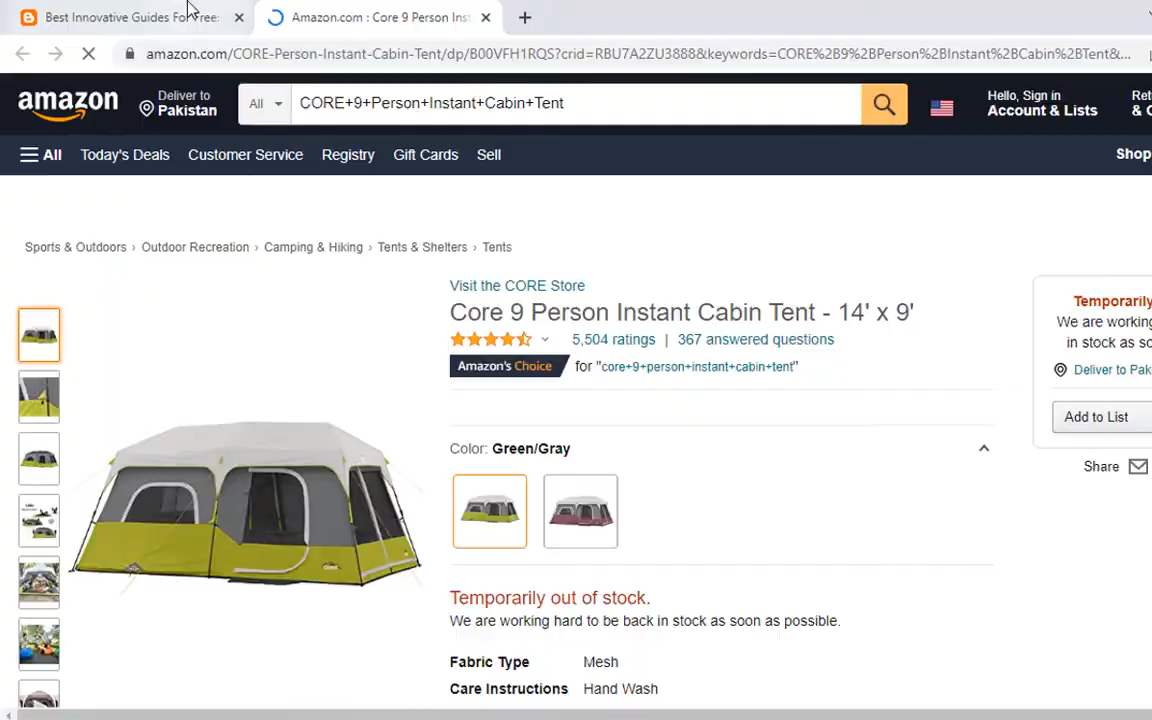 Best Innovative Guides For Free:
Amazon.com : Core 9 Person Inst
amazon.com/CORE-Person-Instant-Cabin-Tent/dp/B00VFH1RQS?crid=RBU7A2ZU3888&keywords=CORE%2B9%2BPerson%2BInstant%2BCabin%2BTent&...
amazon
Deliver to
Pakistan
All
CORE+9+Person+Instant+Cabin+Tent
Hello, Sign in
Account & Lists
Ret
& C
All
Today's Deals
Customer Service
Registry
Gift Cards
Sell
Shop
Sports & Outdoors › Outdoor Recreation › Camping & Hiking › Tents & Shelters › Tents
Visit the CORE Store
Core 9 Person Instant Cabin Tent - 14' x 9'
5,504 ratings | 367 answered questions
Amazon's Choice for "core+9+person+instant+cabin+tent"
Color: Green/Gray
Temporarily out of stock.
We are working hard to be back in stock as soon as possible.
Fabric Type Mesh
Care Instructions Hand Wash
Temporarily
We are working
in stock as so
Deliver to Pak
Add to List
Share